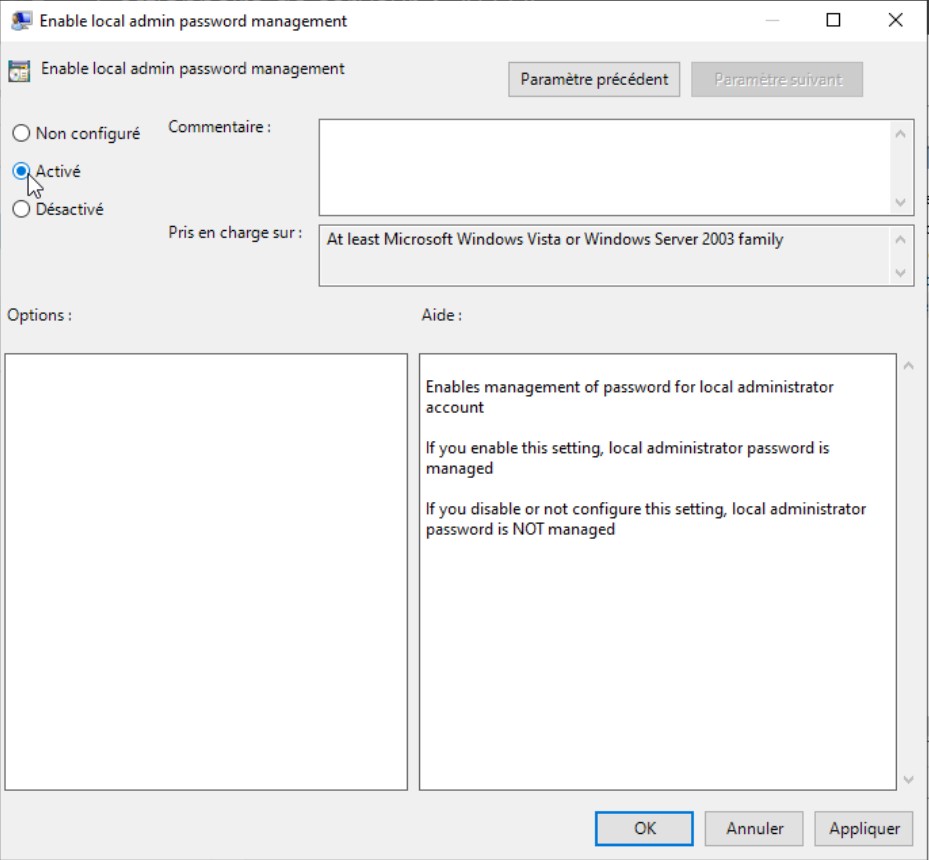 Enable local admin password management
Enable local admin password management
Paramètre précédent
Paramètre suivant
Non configuré
Commentaire :
Activé
Désactivé
Pris en charge sur :
At least Microsoft Windows Vista or Windows Server 2003 family
Options :
Aide :
Enables management of password for local administrator
account
If you enable this setting, local administrator password is
managed
If you disable or not configure this setting, local administrator
password is NOT managed
OK
Annuler
Appliquer